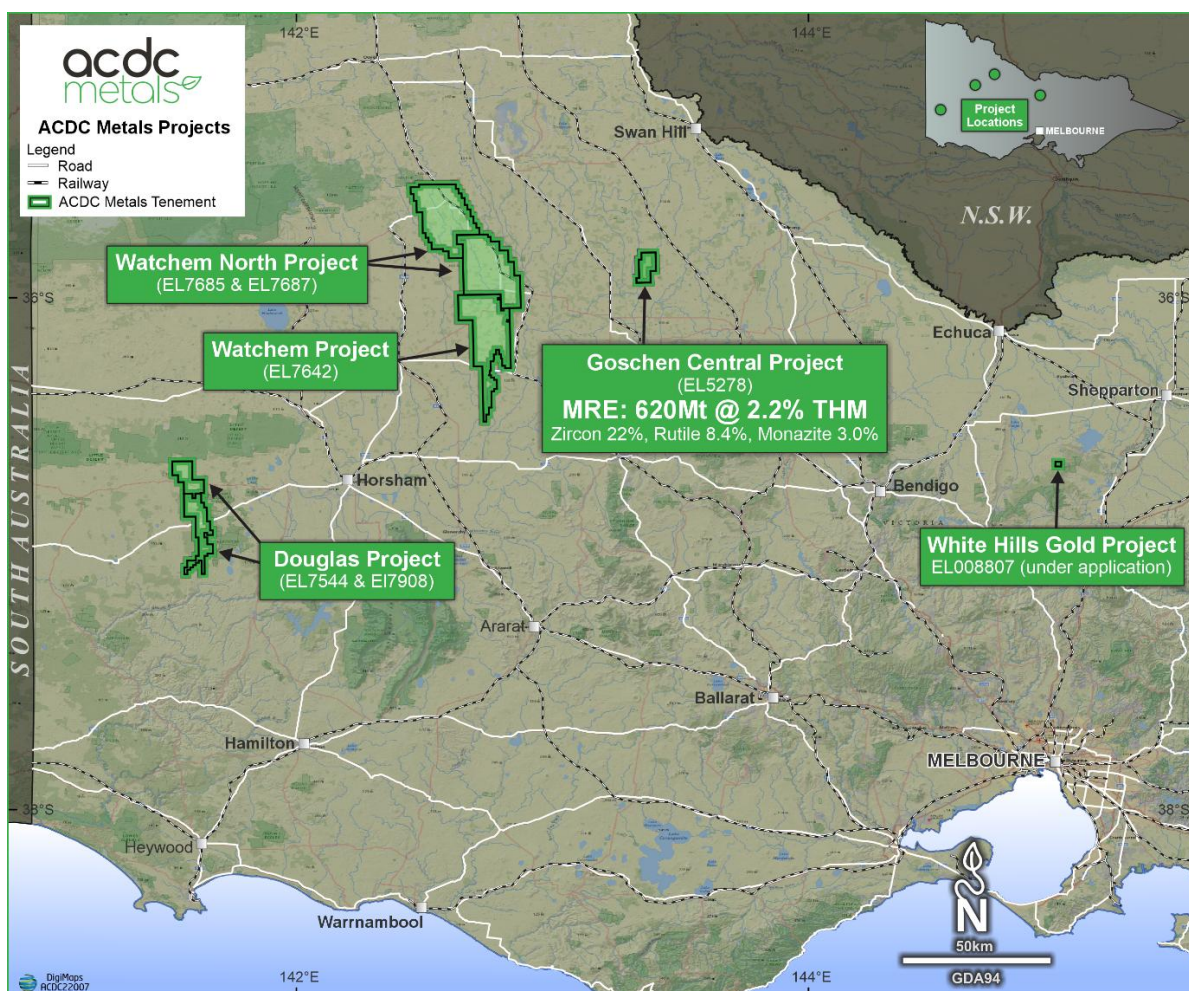 acdc
metals
ACDC Metals Projects
Legend
Road
Railway
ACDC Metals Tenement
142°E
144°E
Project
Locations
MELBOURNE
Swan Hill
N.S.W.
Watchem North Project
(EL7685 & EL7687)
36°S
36°S
Watchem Project
(EL7642)
Echuca
Goschen Central Project
(EL5278)
MRE: 620Mt @ 2.2% THM
Zircon 22%, Rutile 8.4%, Monazite 3.0%
Shepparton
SOUTH AUSTRALIA
Horsham
Bendigo
VICTORIA
Douglas Project
(EL7544 & El7908)
White Hills Gold Project
EL008807 (under application)
Ararat
Ballarat
Hamilton
MELBOURNE
38°S
38°S
Heywood
Warrnambool
N
50km
GDA94
142°E
144°E
DigiMaps
ACDC22007